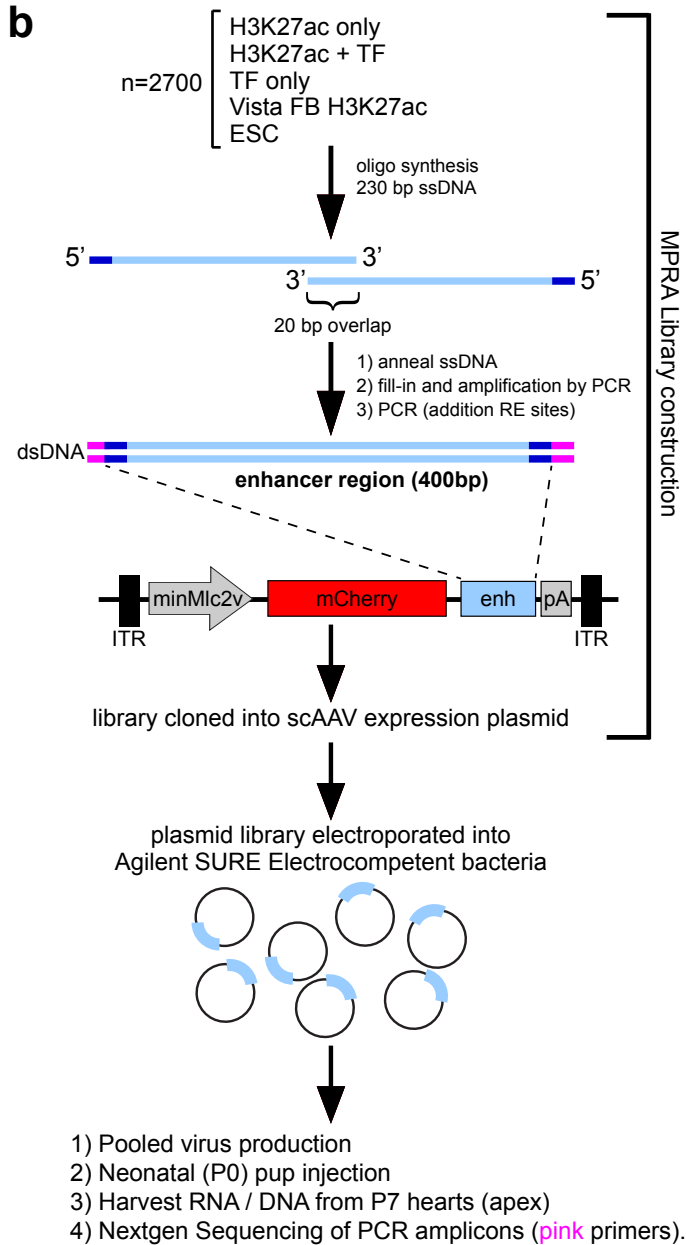 b
H3K27ac only
H3K27ac + TF
n=2700
TF only
Vista FB H3K27ac
ESC
oligo synthesis
230 bp ssDNA
5’
3’
3’
5’
20 bp overlap
1) anneal ssDNA
2) fill-in and amplification by PCR
3) PCR (addition RE sites)
dsDNA
enhancer region (400bp)
minMlc2v
mCherry
enh
pA
ITR
ITR
library cloned into scAAV expression plasmid
MPRA Library construction
plasmid library electroporated into
Agilent SURE Electrocompetent bacteria
1) Pooled virus production
2) Neonatal (P0) pup injection
3) Harvest RNA / DNA from P7 hearts (apex)
4) Nextgen Sequencing of PCR amplicons (pink primers).